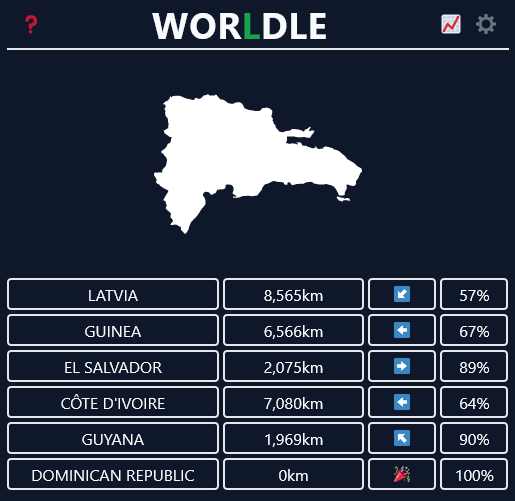 ?
WORLDLE
LATVIA 8,565km ↙ 57%
GUINEA 6,566km ← 67%
EL SALVADOR 2,075km → 89%
CÔTE D'IVOIRE 7,080km ← 64%
GUYANA 1,969km ↖ 90%
DOMINICAN REPUBLIC 0km 🎉 100%